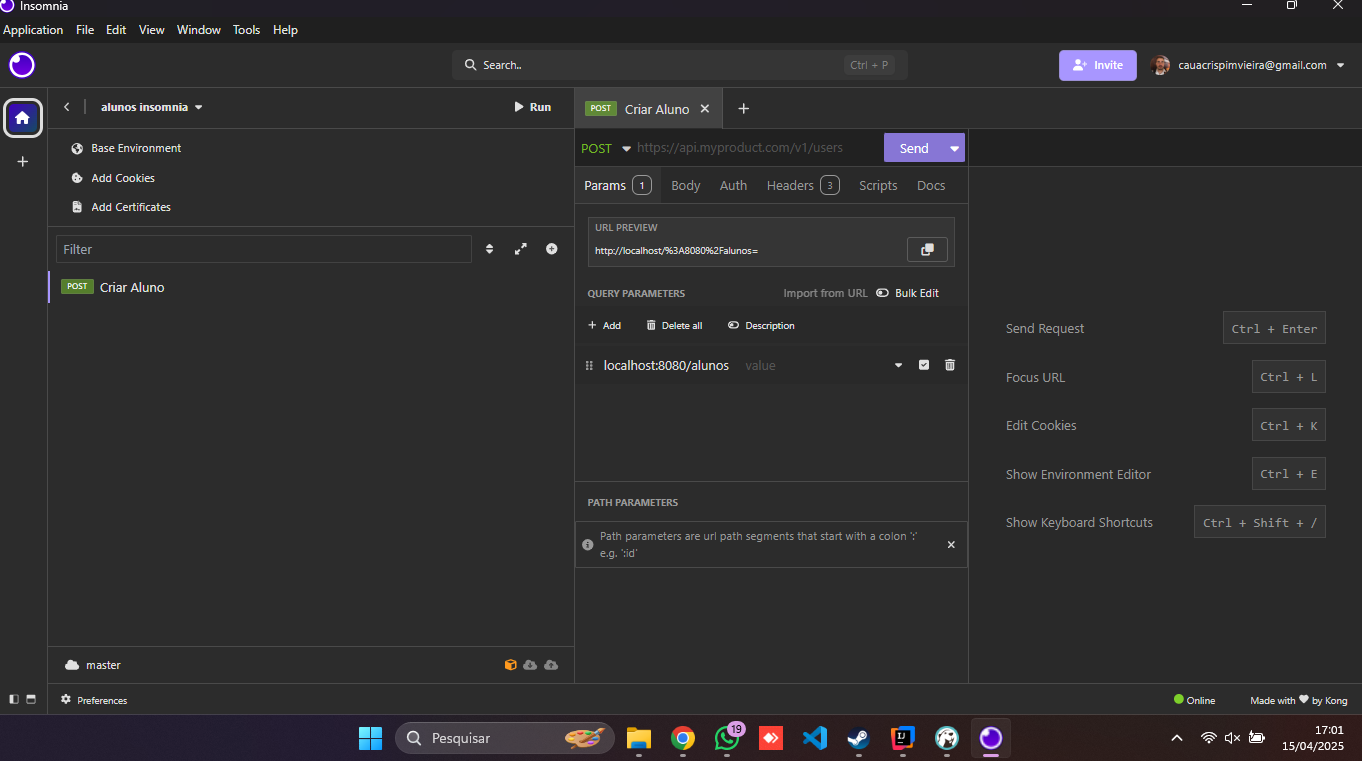 Insomnia
Application File Edit View Window Tools Help
Search.. Ctrl + P
Invite
cauacrispimvieira@gmail.com
alunos insomnia
Run
POST Criar Aluno
Base Environment
Add Cookies
Add Certificates
Filter
POST Criar Aluno
POST https://api.myproduct.com/v1/users Send
Params 1 Body Auth Headers 3 Scripts Docs
URL PREVIEW
http://localhost/%3A8080%2Falunos=
QUERY PARAMETERS Import from URL Bulk Edit
Add Delete all Description
localhost:8080/alunos value
PATH PARAMETERS
Path parameters are url path segments that start with a colon ':'
e.g. ':id'
Send Request Ctrl + Enter
Focus URL Ctrl + L
Edit Cookies Ctrl + K
Show Environment Editor Ctrl + E
Show Keyboard Shortcuts Ctrl + Shift + /
master
Preferences
Online
Made with by Kong
Pesquisar
19
IJ
17:01
15/04/2025